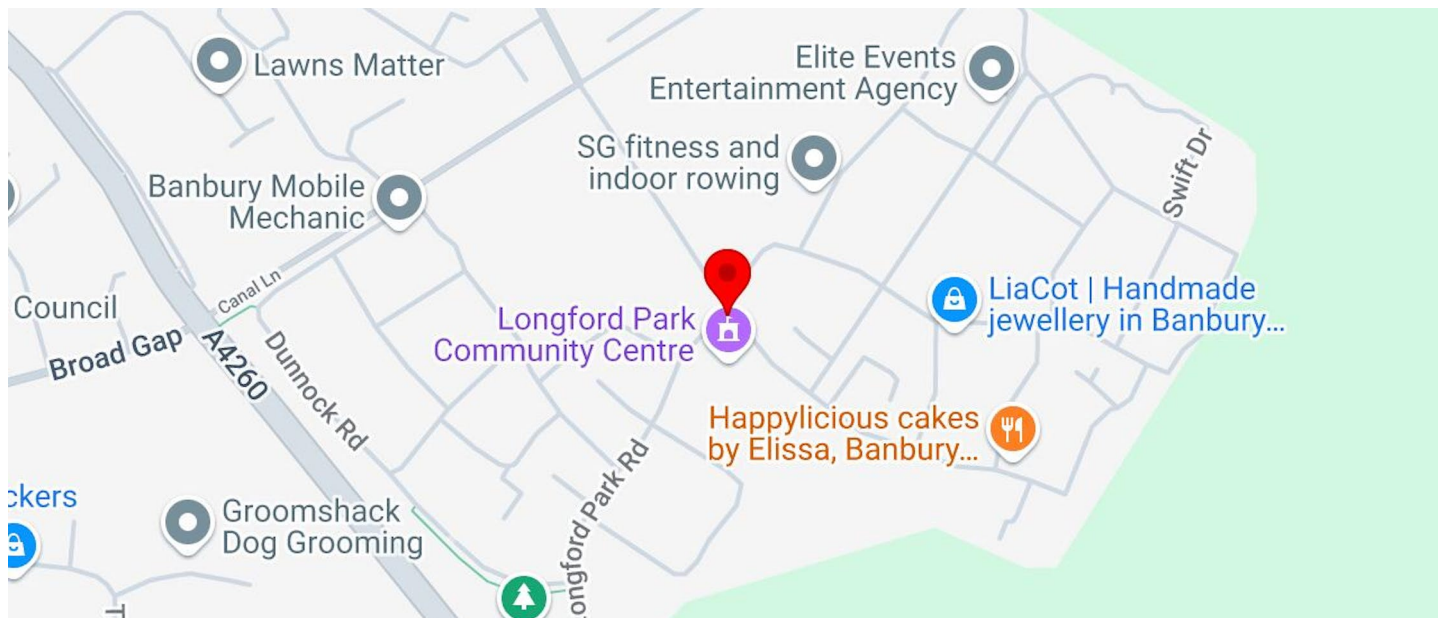 Lawns Matter
Elite Events
Entertainment Agency
SG fitness and
indoor rowing
Swift Dr
Banbury Mobile
Mechanic
Canal Ln
Council
LiaCot | Handmade
jewellery in Banbury...
Longford Park
Community Centre
Broad Gap
A4260
Dunnock Rd
Happylicious cakes
by Elissa, Banbury...
Longford Park Rd
ckers
Groomshack
Dog Grooming
T